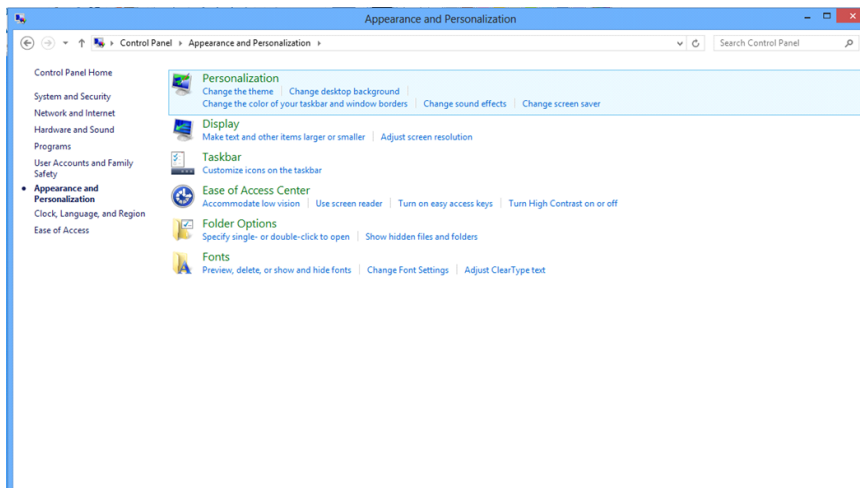 Appearance and Personalization
Control Panel Appearance and Personalization
Search Control Panel
Control Panel Home
System and Security
Network and Internet
Hardware and Sound
Programs
User Accounts and Family
Safety
Appearance and
Personalization
Clock, Language, and Region
Ease of Access
Personalization
Change the theme Change desktop background
Change the color of your taskbar and window borders Change sound effects Change screen saver
Display
Make text and other items larger or smaller Adjust screen resolution
Taskbar
Customize icons on the taskbar
Ease of Access Center
Accommodate low vision Use screen reader Turn on easy access keys Turn High Contrast on or off
Folder Options
Specify single- or double-click to open Show hidden files and folders
Fonts
Preview, delete, or show and hide fonts Change Font Settings Adjust ClearType text